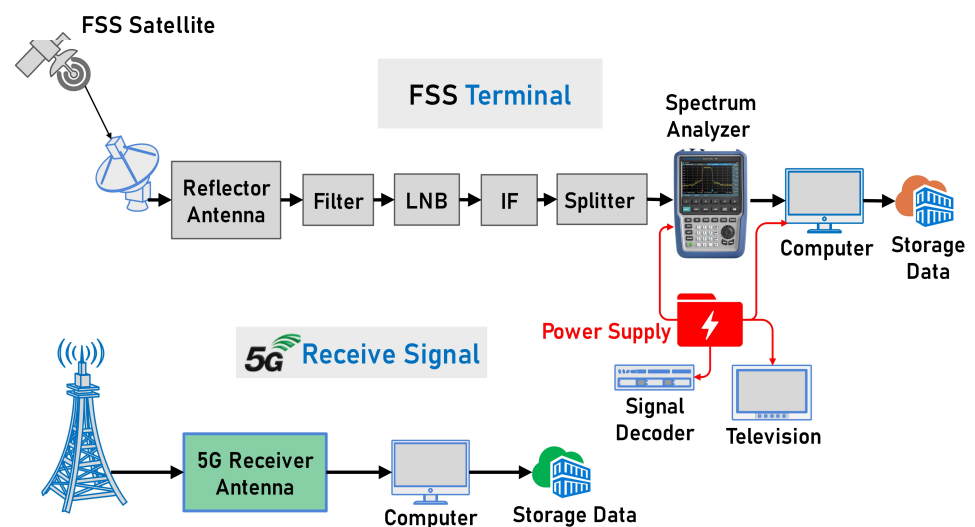 FSS Satellite
FSS Terminal
Spectrum
Analyzer
Reflector
Antenna
Filter
LNB
IF
Splitter
Computer
Storage
Data
Power Supply
5G Receive Signal
Signal
Decoder
Television
5G Receiver
Antenna
Computer
Storage Data